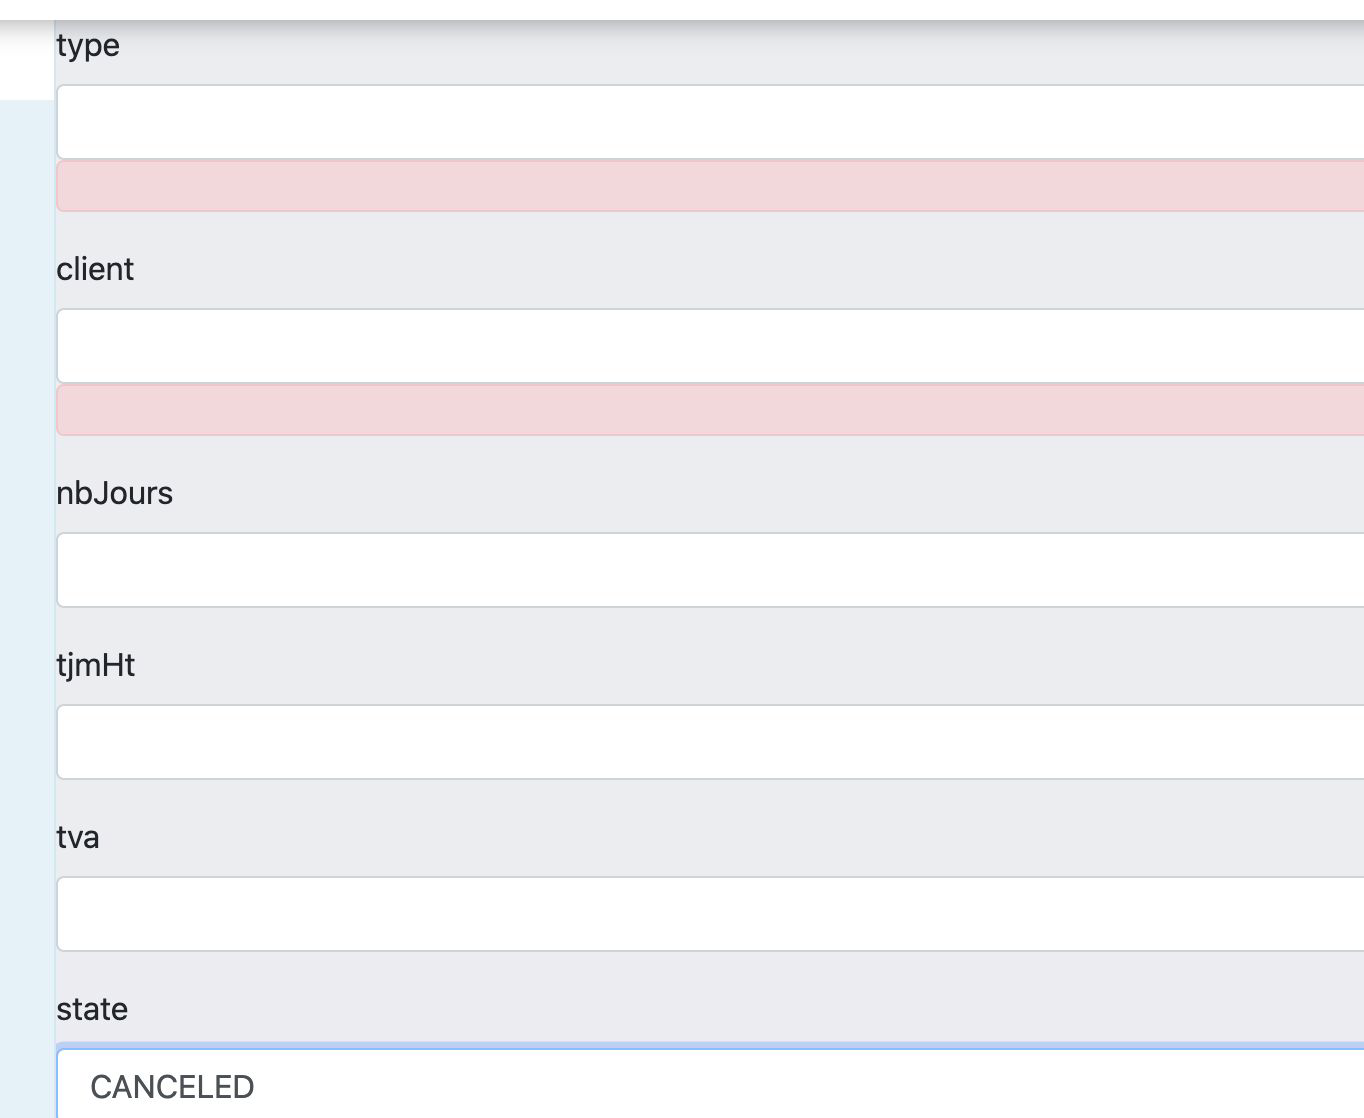 type
client
nbJours
tjmHt
tva
state
CANCELED